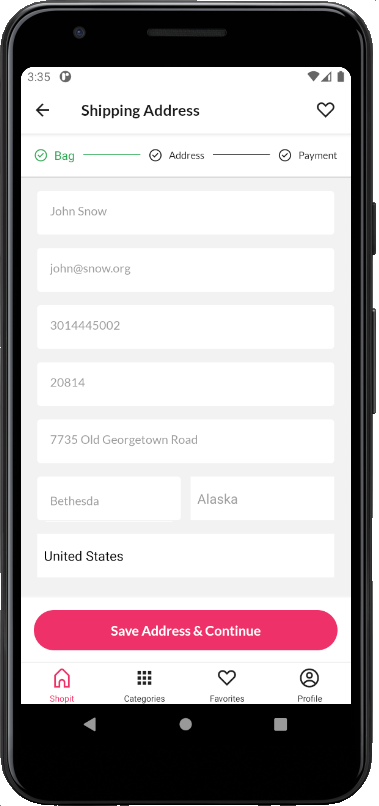 3:35
Shipping Address
Bag Address Payment
John Snow
john@snow.org
3014445002
20814
7735 Old Georgetown Road
Bethesda Alaska
United States
Save Address & Continue
Shopit Categories Favorites Profile